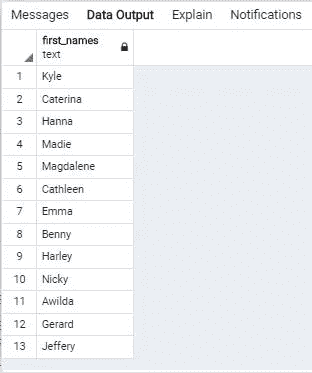 Messages Data Output Explain Notifications
first_names
text
1 Kyle
2 Caterina
3 Hanna
4 Madie
5 Magdalene
6 Cathleen
7 Emma
8 Benny
9 Harley
10 Nicky
11 Awilda
12 Gerard
13 Jeffery